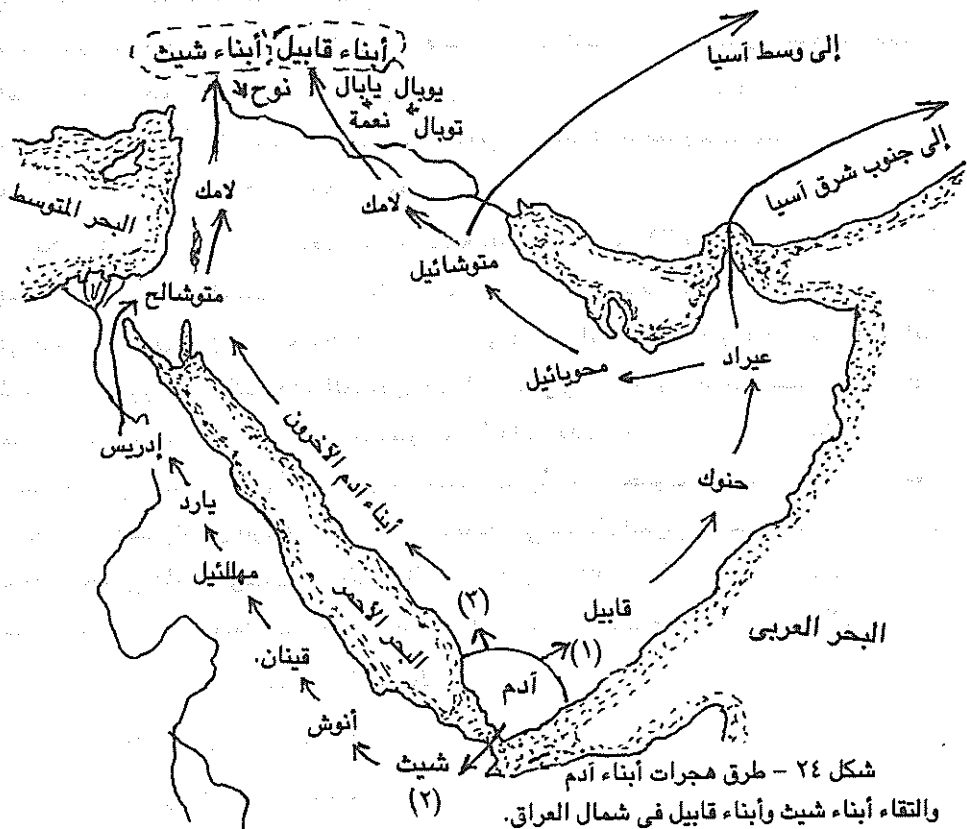 أبناء قابيل
أبناء شيث
إلى وسط آسيا
يوبال يابال
نوح
توبال نعمة
إلى جنوب شرق آسيا
البحر المتوسط
لامك
لامك
متوشائيل
متوشالح
عيراد
محويائيل
أبناء آدم الآخرون
إدريس
حنوك
يارد
مهللئيل
(٢)
قابيل
(١)
البحر العربى
البحر الأحمر
قينان.
آدم
أنوش
شيث
(٢)
شكل ٢٤ – طرق هجرات أبناء آدم
والتقاء أبناء شيث وأبناء قابيل فى شمال العراق.